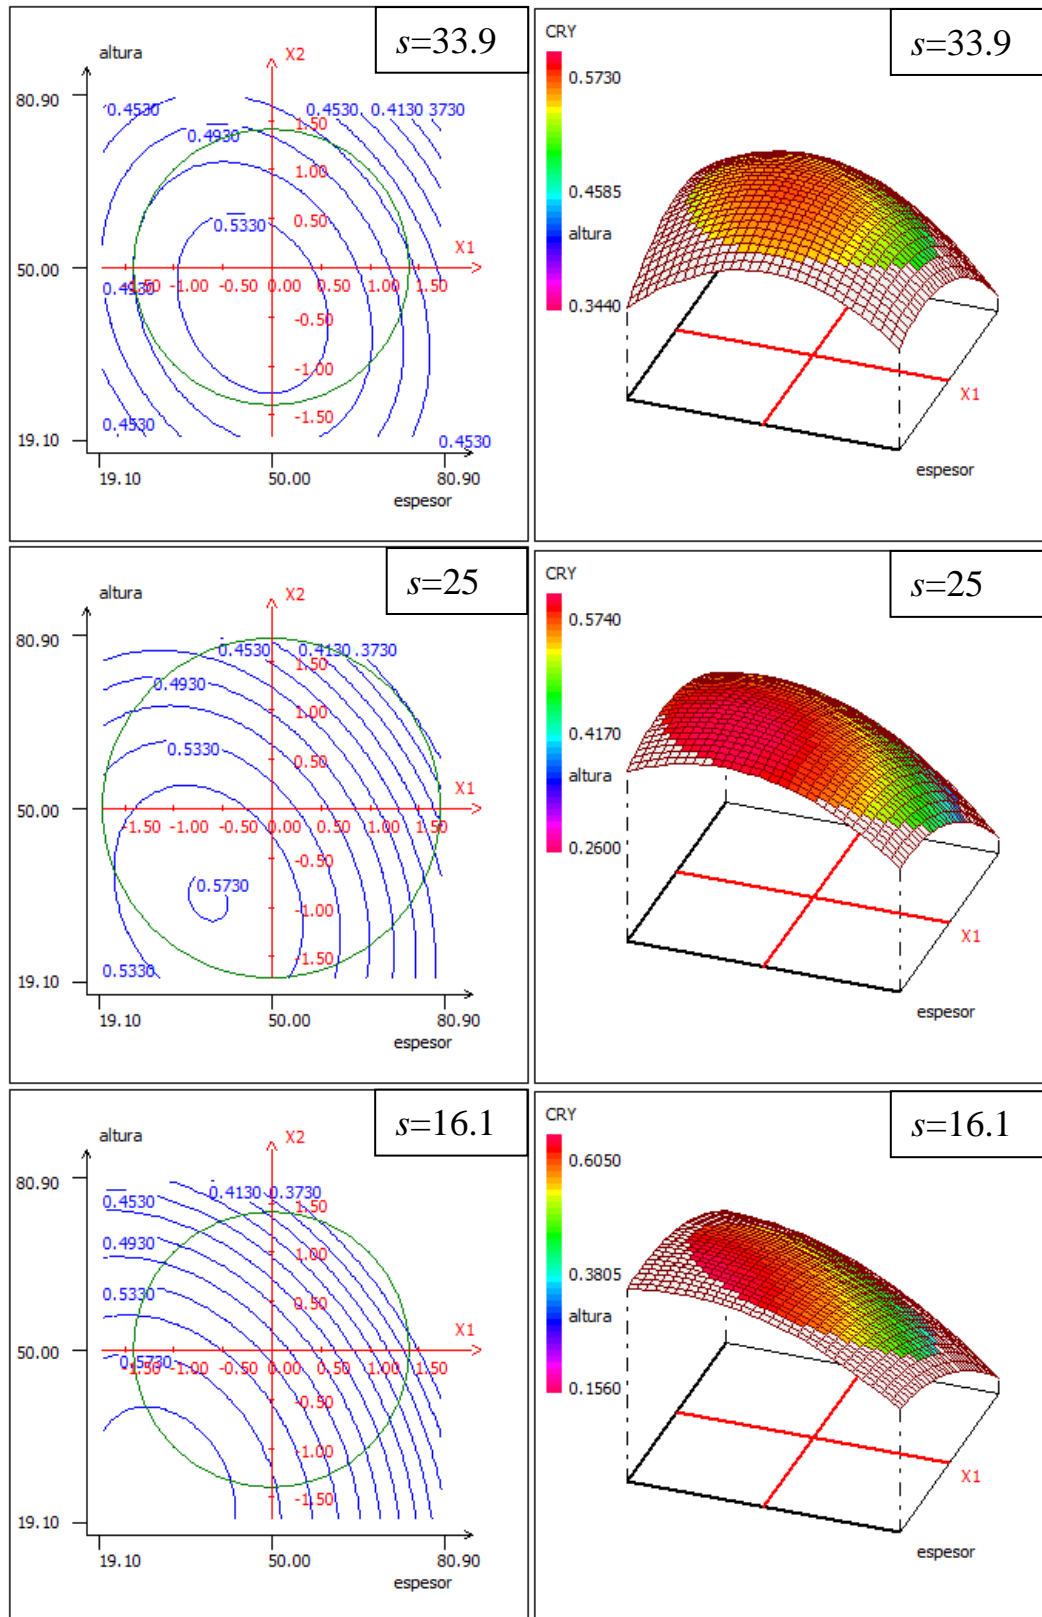 s=33.9
altura
X2
80.90
0.4530
0.4530
0.4130
.3730
1.50
0.4930
1.00
0.5330
0.50
X1
50.00
-1.50
-1.00
-0.50
0.00
0.50
1.00
1.50
0.4930
-0.50
-1.00
-1.50
0.4530
0.4530
19.10
19.10
50.00
80.90
espesor
s=33.9
CRY
0.5730
0.4585
altura
0.3440
X1
espesor
s=25
altura
X2
80.90
0.4530
0.4130
.3730
1.50
0.4930
1.00
0.5330
0.50
X1
50.00
-1.50
-1.00
-0.50
0.00
0.50
1.00
1.50
-0.50
0.5730
-1.00
-1.50
0.5330
19.10
19.10
50.00
80.90
espesor
s=25
CRY
0.5740
0.4170
altura
0.2600
X1
espesor
s=16.1
altura
X2
80.90
0.4530
0.4130
0.3730
1.50
0.4930
1.00
0.5330
0.50
X1
50.00
0.5730
-1.50
-1.00
-0.50
0.00
0.50
1.00
1.50
-0.50
-1.00
-1.50
19.10
19.10
50.00
80.90
espesor
s=16.1
CRY
0.6050
0.3805
altura
0.1560
X1
espesor